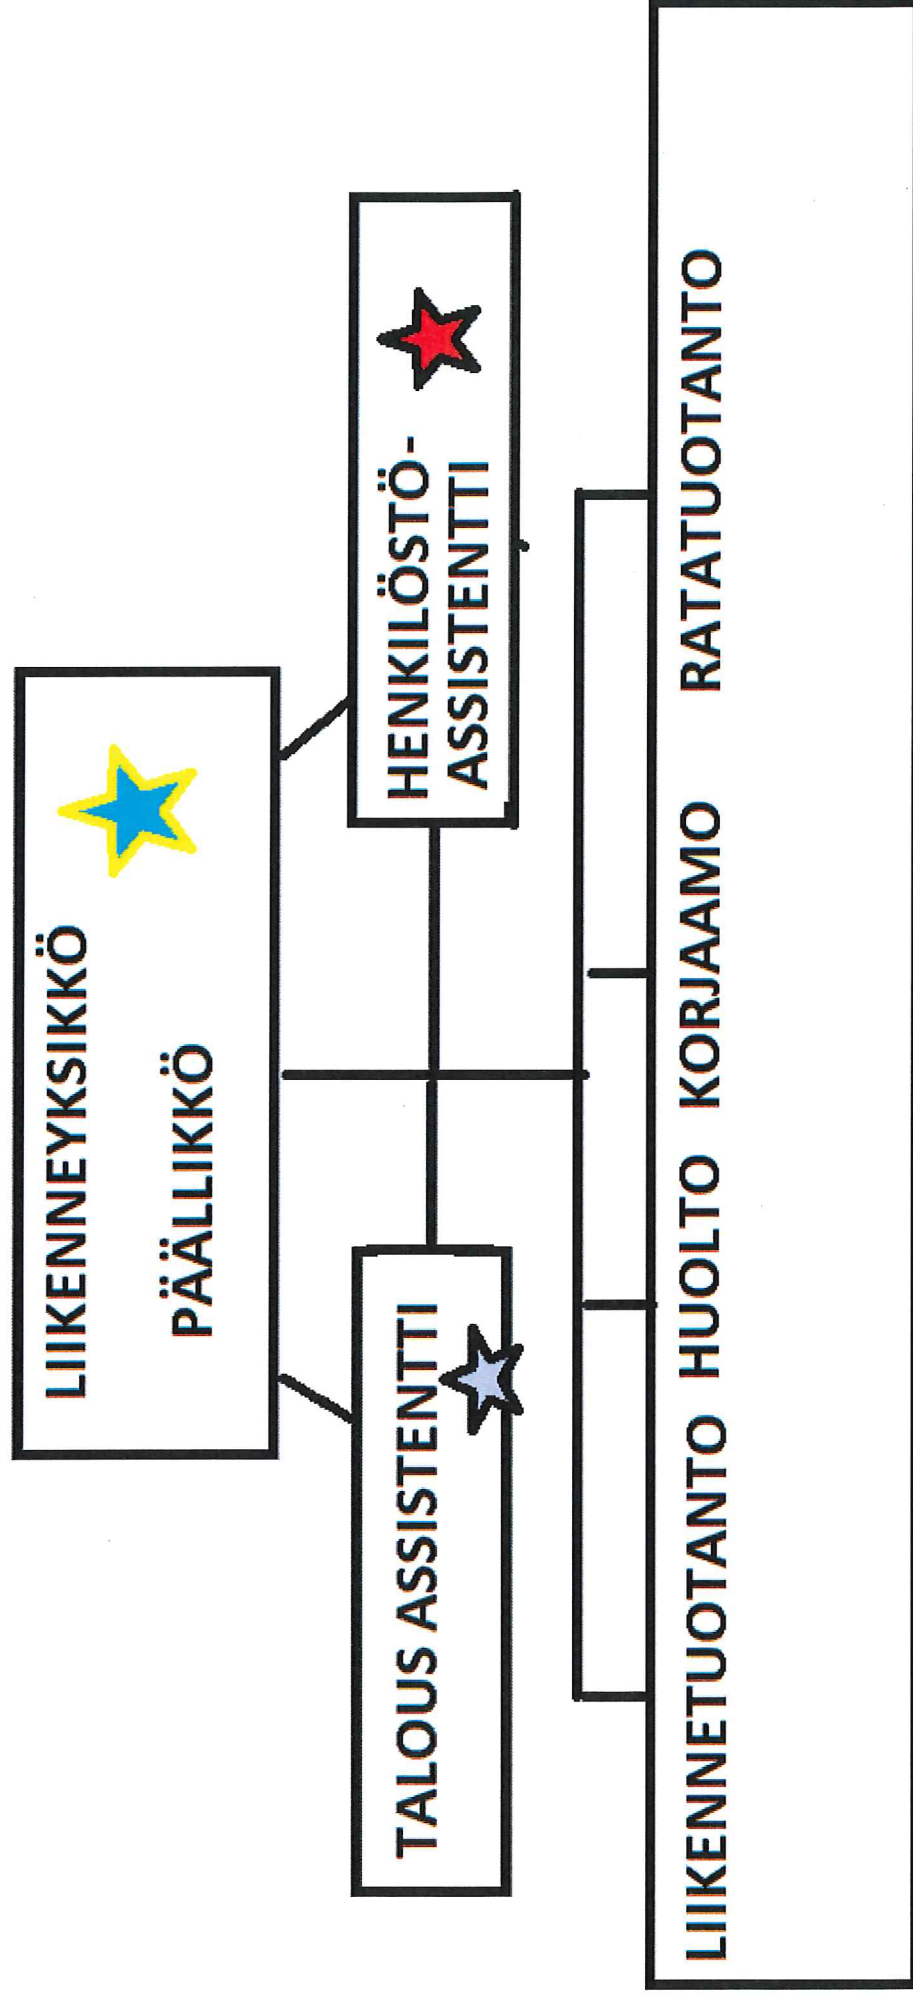 LIIKENNEYKSIKKÖ
PÄÄLLIKKÖ
TALOUS ASSISTENTTI
HENKILÖSTÖ-
ASSISTENTTI
LIIKENNETUOTANTO HUOLTO KORJAAMO RATATUOTANTO